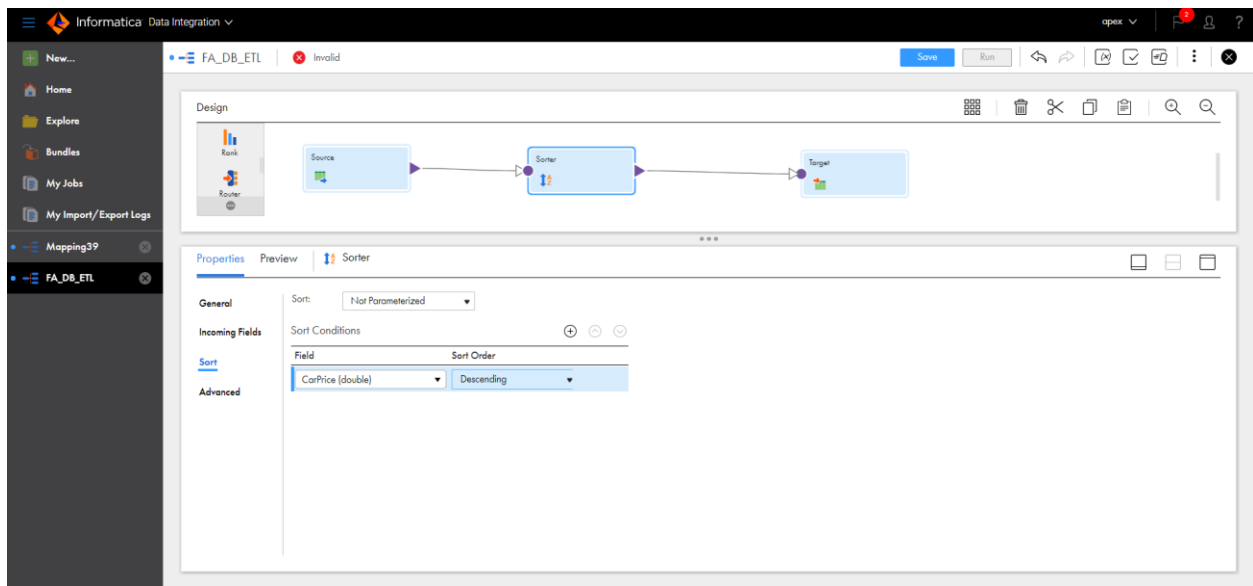 Informatica Data Integration
apex
2
?
New...
Home
Explore
Bundles
My Jobs
My Import/Export Logs
Mapping39
FA_DB_ETL
FA_DB_ETL
Invalid
Save
Run
Design
Rank
Router
Source
Sorter
Target
Properties Preview Sorter
General
Incoming Fields
Sort
Advanced
Sort: Not Parameterized
Sort Conditions
Field Sort Order
CarPrice (double) Descending